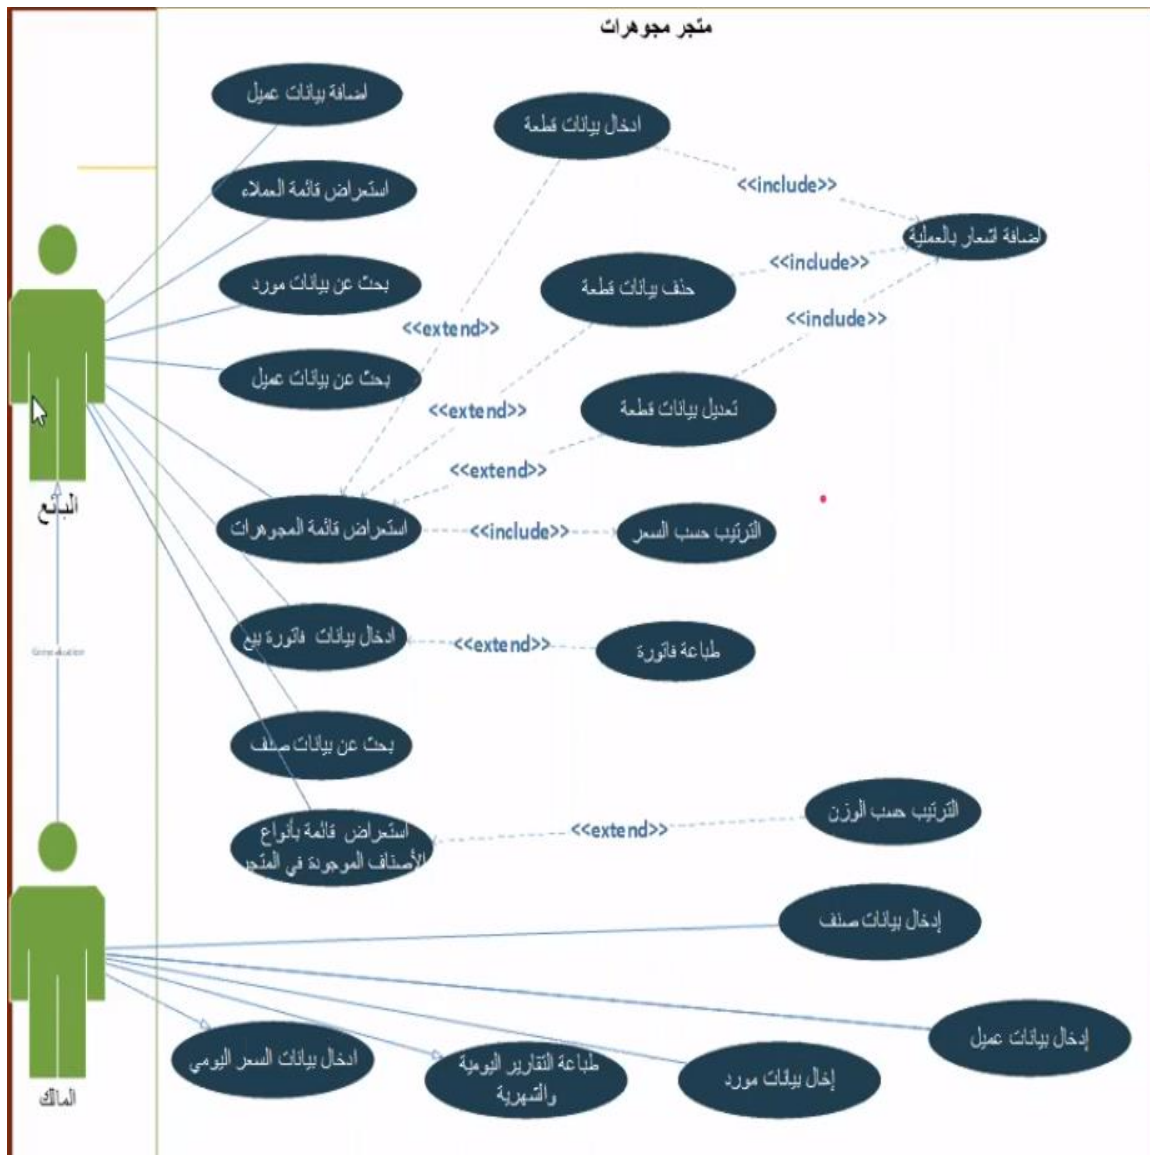 متجر مجوهرات
اضافة بيانات عميل
ادخال بيانات قطعة
<<include>>
استعراض قائمة العملاء
اضافة اشعار بالعملية
<<include>>
بحث عن بيانات مورد
حذف بيانات قطعة
<<include>>
<<extend>>
بحث عن بيانات عميل
<<extend>>
تعديل بيانات قطعة
<<extend>>
البائع
استعراض قائمة المجوهرات
<<include>>
الترتيب حسب السعر
ادخال بيانات فاتورة بيع
<<extend>>
طباعة فاتورة
بحث عن بيانات صنف
الترتيب حسب الوزن
<<extend>>
استعراض قائمة بأنواع
الأصناف الموجودة في المتجر
إدخال بيانات صنف
إدخال بيانات عميل
ادخال بيانات السعر اليومي
طباعة التقارير اليومية
والشهرية
إخال بيانات مورد
المالك